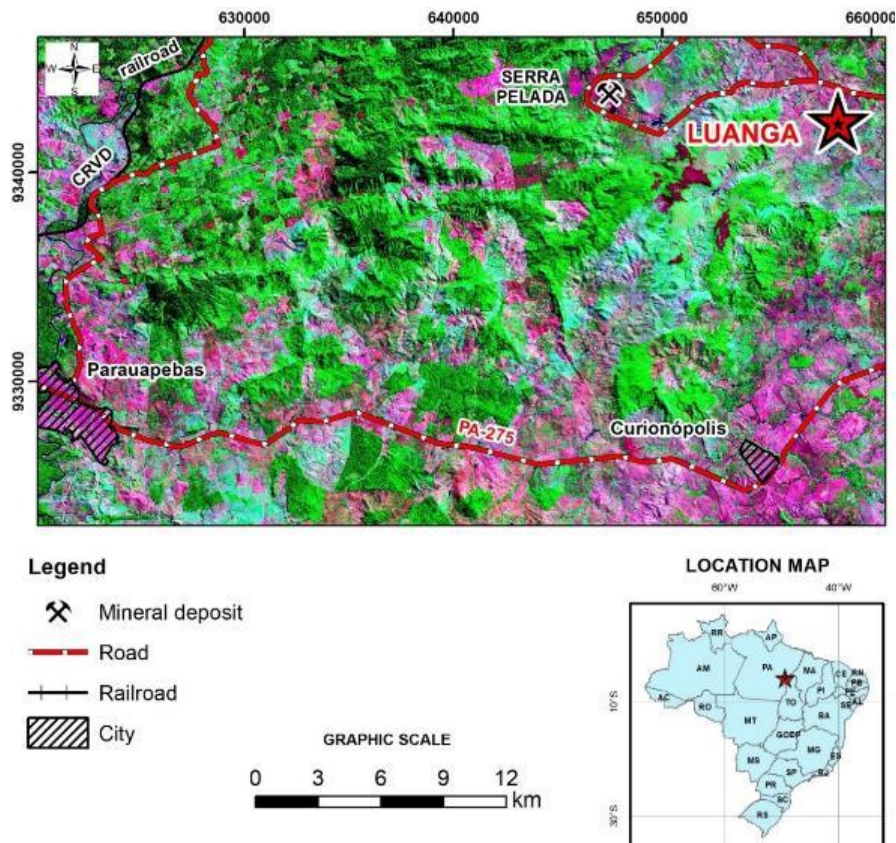 630000
640000
650000
660000
N
W
E
S
railroad
SERRA
PELADA
LUANGA
CRVD
9340000
9330000
Parauapebas
PA-275
Curionópolis
Legend
Mineral deposit
Road
Railroad
City
GRAPHIC SCALE
0 3 6 9 12
km
LOCATION MAP
60°W
40°W
10°S
30°S
RR
AP
AM
PA
MA
CE
RN
PB
PE
AL
SE
PI
AC
RO
TO
MT
BA
GO
DF
MG
ES
MS
SP
RJ
PR
SC
RS